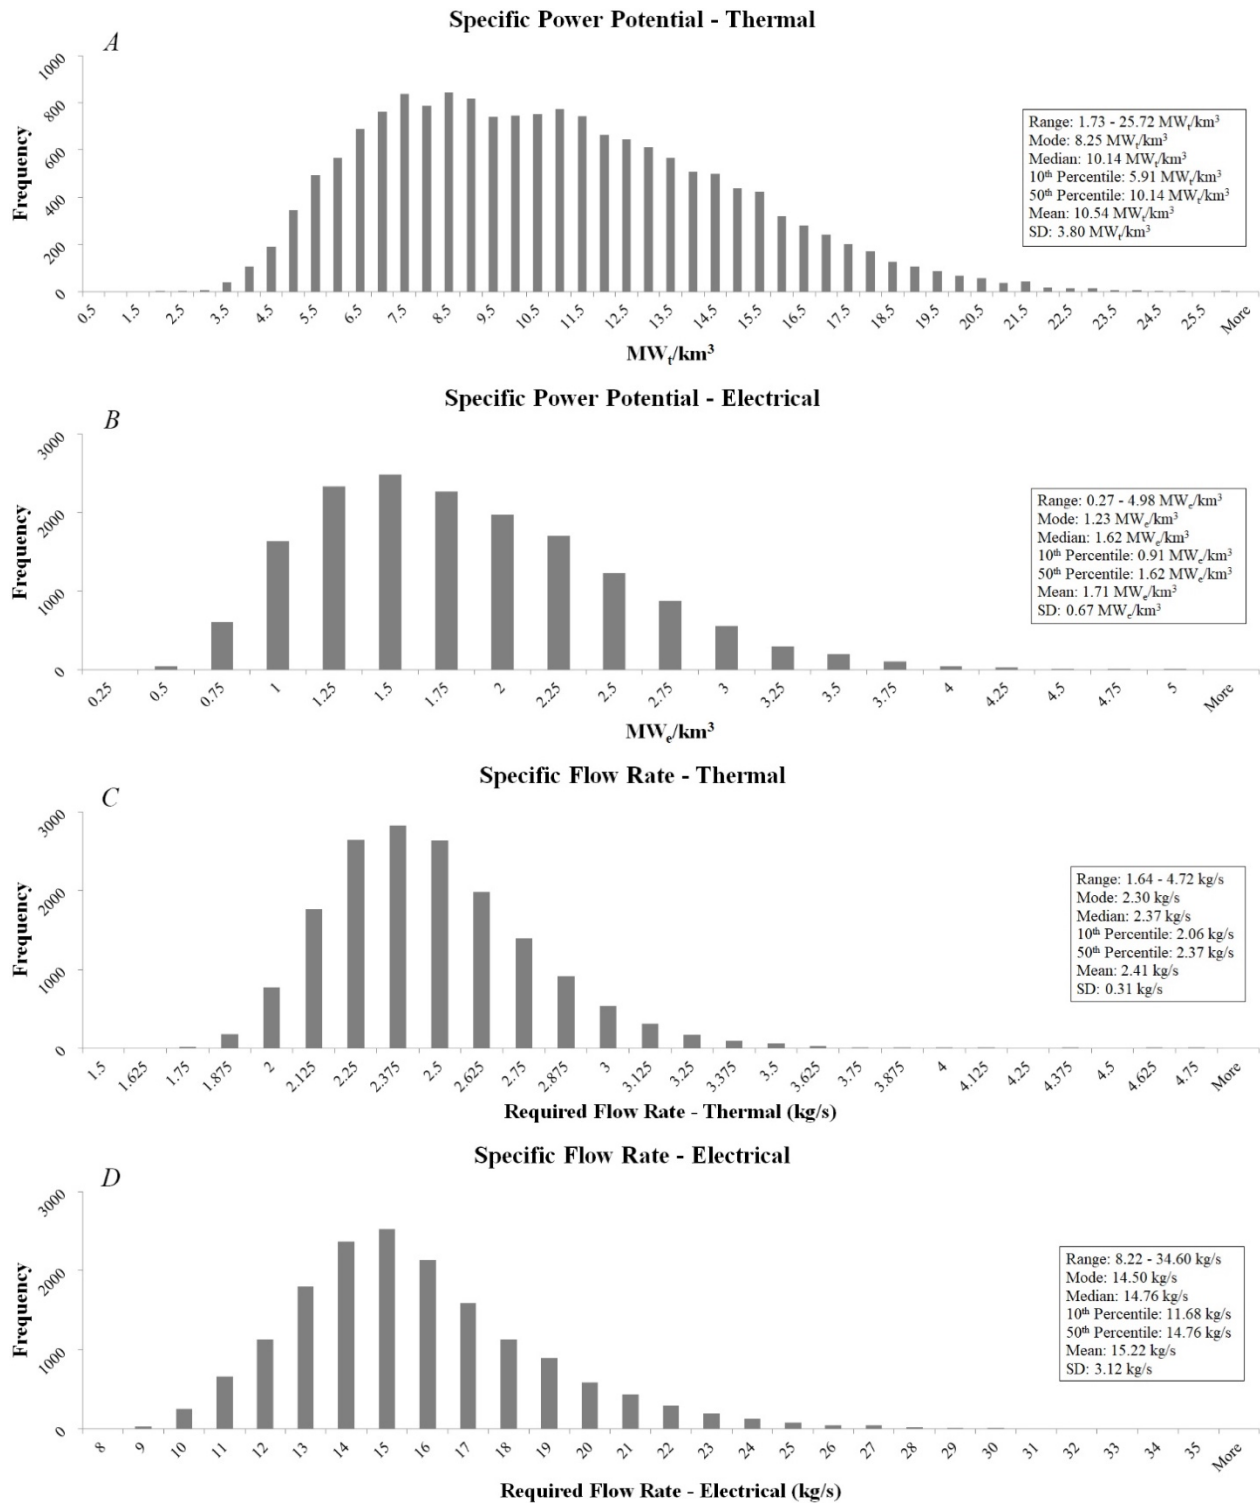 Specific Power Potential - Thermal
A
1000
800
600
400
200
0
Frequency
0.5 1.5 2.5 3.5 4.5 5.5 6.5 7.5 8.5 9.5 10.5 11.5 12.5 13.5 14.5 15.5 16.5 17.5 18.5 19.5 20.5 21.5 22.5 23.5 24.5 25.5 More
MWt/km³
Range: 1.73 - 25.72 MWt/km³
Mode: 8.25 MWt/km³
Median: 10.14 MWt/km³
10th Percentile: 5.91 MWt/km³
50th Percentile: 10.14 MWt/km³
Mean: 10.54 MWt/km³
SD: 3.80 MWt/km³
Specific Power Potential - Electrical
B
3000
2000
1000
0
Frequency
0.25 0.5 0.75 1 1.25 1.5 1.75 2 2.25 2.5 2.75 3 3.25 3.5 3.75 4 4.25 4.5 4.75 5 More
MWe/km³
Range: 0.27 - 4.98 MWe/km³
Mode: 1.23 MWe/km³
Median: 1.62 MWe/km³
10th Percentile: 0.91 MWe/km³
50th Percentile: 1.62 MWe/km³
Mean: 1.71 MWe/km³
SD: 0.67 MWe/km³
Specific Flow Rate - Thermal
C
3000
2000
1000
0
Frequency
1.5 1.625 1.75 1.875 2 2.125 2.25 2.375 2.5 2.625 2.75 2.875 3 3.125 3.25 3.375 3.5 3.625 3.75 3.875 4 4.125 4.25 4.375 4.5 4.625 4.75 More
Required Flow Rate - Thermal (kg/s)
Range: 1.64 - 4.72 kg/s
Mode: 2.30 kg/s
Median: 2.37 kg/s
10th Percentile: 2.06 kg/s
50th Percentile: 2.37 kg/s
Mean: 2.41 kg/s
SD: 0.31 kg/s
Specific Flow Rate - Electrical
D
3000
2000
1000
0
Frequency
8 9 10 11 12 13 14 15 16 17 18 19 20 21 22 23 24 25 26 27 28 29 30 31 32 33 34 35 More
Required Flow Rate - Electrical (kg/s)
Range: 8.22 - 34.60 kg/s
Mode: 14.50 kg/s
Median: 14.76 kg/s
10th Percentile: 11.68 kg/s
50th Percentile: 14.76 kg/s
Mean: 15.22 kg/s
SD: 3.12 kg/s